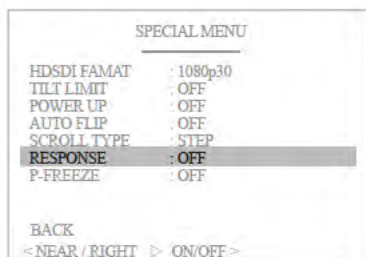 SPECIAL MENU
HDSDI FAMAT : 1080p30
TILT LIMIT : OFF
POWER UP : OFF
AUTO FLIP : OFF
SCROLL TYPE : STEP
RESPONSE : OFF
P-FREEZE : OFF
BACK
< NEAR / RIGHT ▷ ON/OFF >